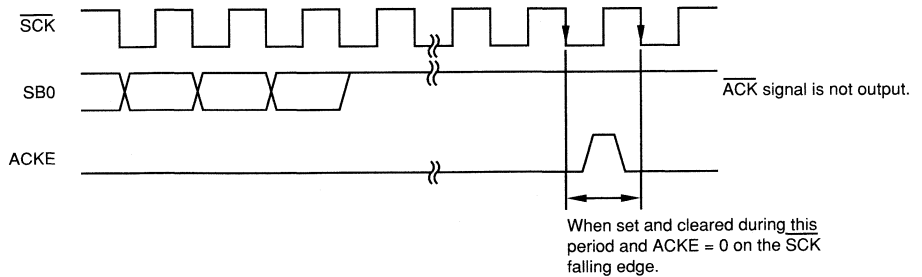 SCK
SB0
ACK signal is not output.
ACKE
When set and cleared during this
period and ACKE = 0 on the SCK
falling edge.